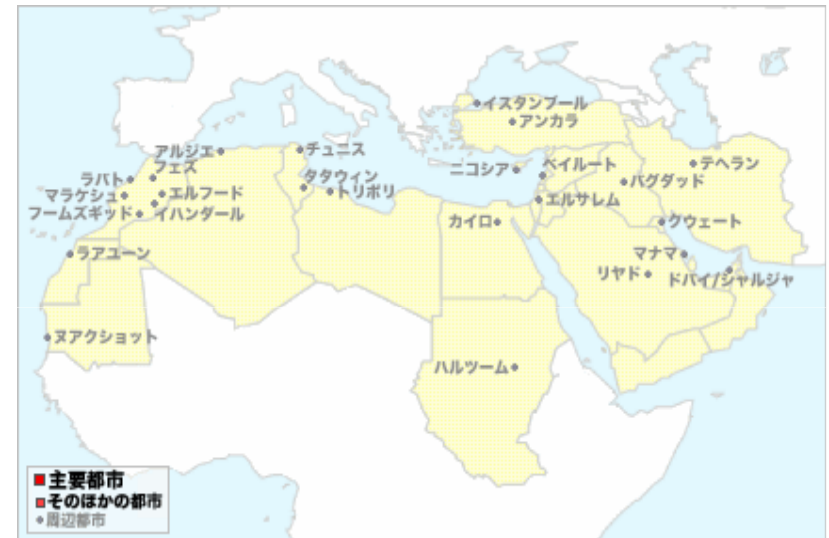 イスタンブール
アンカラ
アルジェ
チュニス
フェズ
ラバト
タタウィン
エルフード
マラケシュ
トリポリ
フームズギッド
イハンダール
ニコシア
ベイルート
テヘラン
バグダッド
エルサレム
カイロ
クウェート
ラアユーン
マナマ
リヤド
ドバイ/シャルジャ
ヌアクショット
ハルツーム
主要都市
そのほかの都市
周辺都市